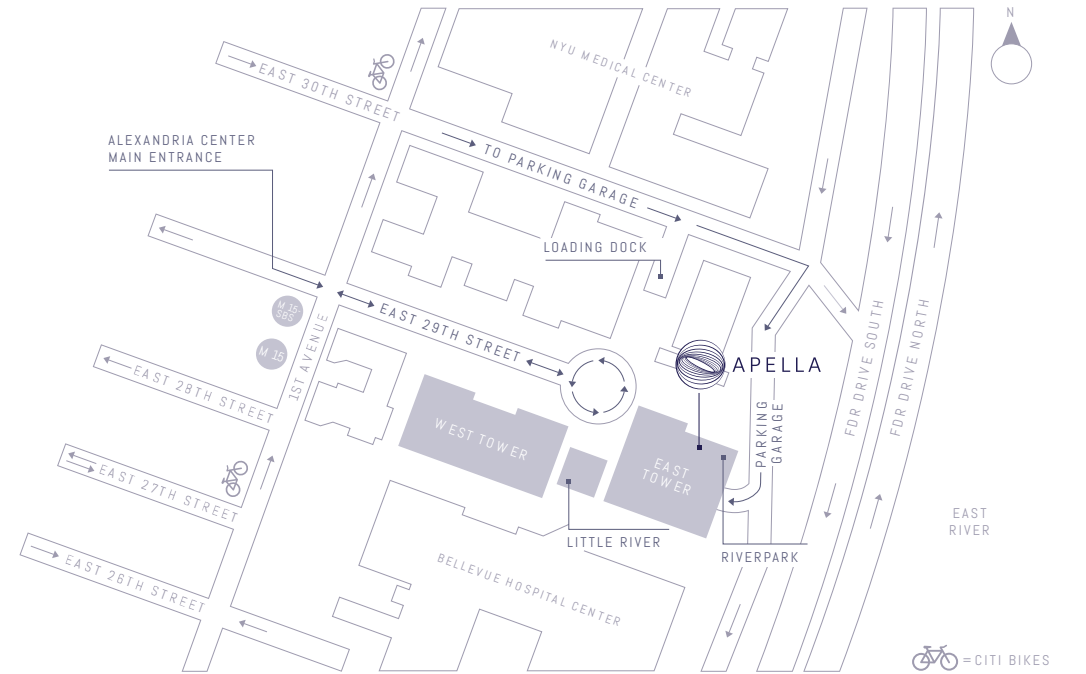 N
NYU MEDICAL CENTER
EAST 30TH STREET
ALEXANDRIA CENTER
MAIN ENTRANCE
TO PARKING GARAGE
LOADING DOCK
M 15-
SBS
M 15
EAST 29TH STREET
1ST AVENUE
APELLA
FDR DRIVE SOUTH
FDR DRIVE NORTH
EAST 28TH STREET
PARKING
GARAGE
WEST TOWER
EAST
TOWER
EAST 27TH STREET
LITTLE RIVER
RIVERPARK
EAST
RIVER
EAST 26TH STREET
BELLEVUE HOSPITAL CENTER
=CITI BIKES